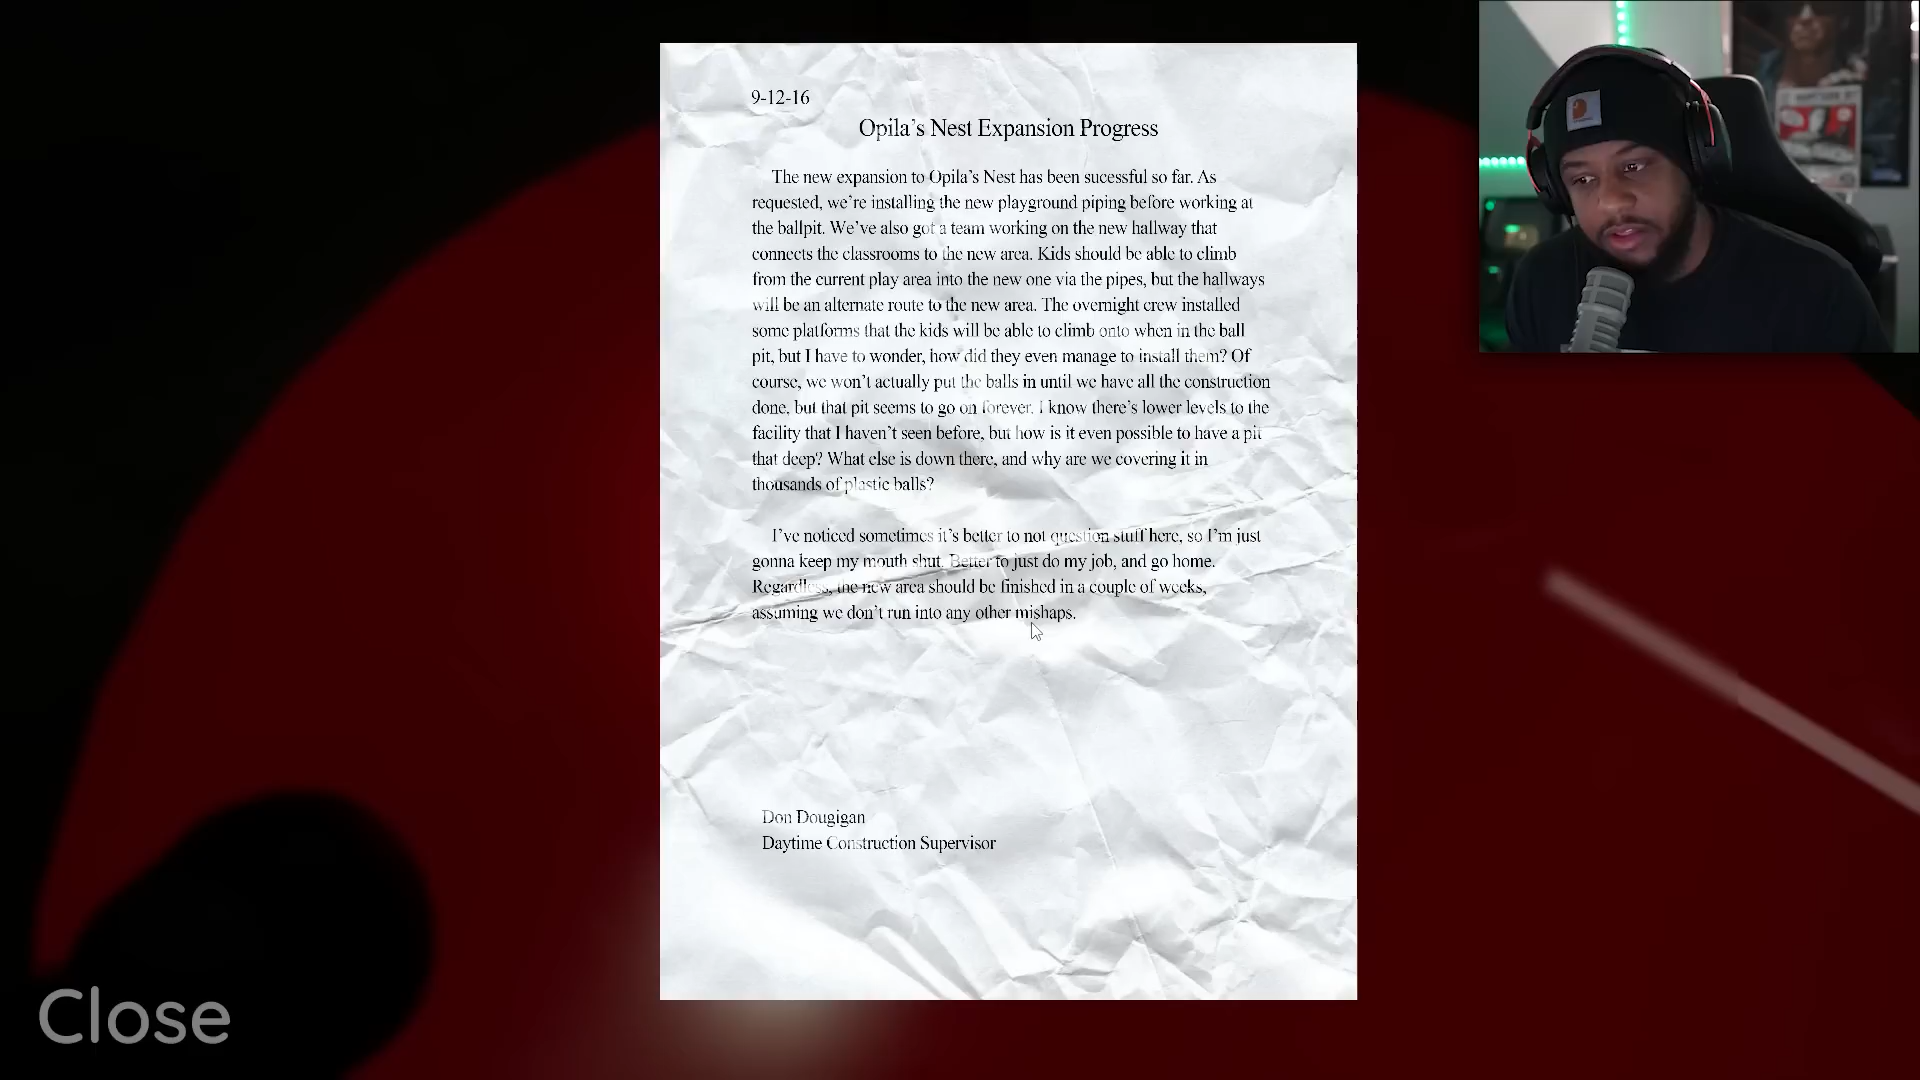 9-12-16
Opila’s Nest Expansion Progress
The new expansion to Opila’s Nest has been sucessful so far. As
requested, we’re installing the new playground piping before working at
the ballpit. We’ve also got a team working on the new hallway that
connects the classrooms to the new area. Kids should be able to climb
from the current play area into the new one via the pipes, but the hallways
will be an alternate route to the new area. The overnight crew installed
some platforms that the kids will be able to climb onto when in the ball
pit, but I have to wonder, how did they even manage to install them? Of
course, we won’t actually put the balls in until we have all the construction
done, but that pit seems to go on forever. I know there’s lower levels to the
facility that I haven’t seen before, but how is it even possible to have a pit
that deep? What else is down there, and why are we covering it in
thousands of plastic balls?
I’ve noticed sometimes it’s better to not question stuff here, so I’m just
gonna keep my mouth shut. Better to just do my job, and go home.
Regardless, the new area should be finished in a couple of weeks,
assuming we don’t run into any other mishaps.
Don Dougigan
Daytime Construction Supervisor
Close